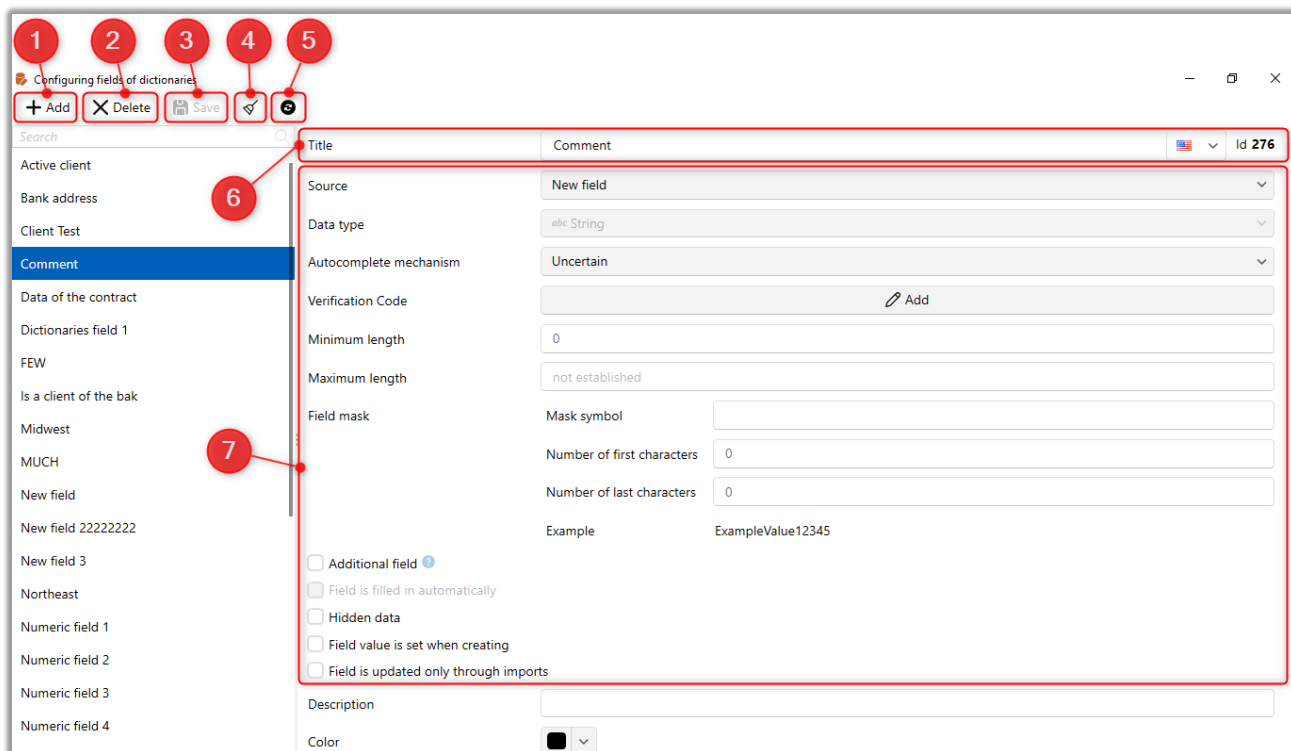 1 2 3 4 5
Configuring fields of dictionaries
Add Delete Save
Search
Title Comment Id 276
Active client
6
Source New field
Bank address
Data type abc String
Client Test
Autocomplete mechanism Uncertain
Comment
Verification Code Add
Data of the contract
Dictionaries field 1
Minimum length 0
FEW
Maximum length not established
Is a client of the bak
Field mask Mask symbol
Midwest
7
Number of first characters 0
MUCH
Number of last characters 0
New field
New field 22222222
Example ExampleValue12345
New field 3
Additional field ?
Northeast
Field is filled in automatically
Hidden data
Numeric field 1
Field value is set when creating
Numeric field 2
Field is updated only through imports
Numeric field 3
Description
Numeric field 4
Color